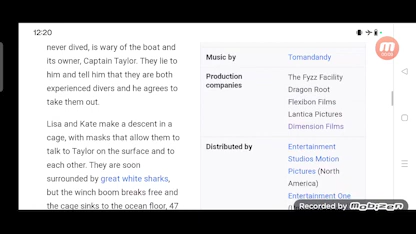 12:20
never dived, is wary of the boat and
its owner, Captain Taylor. They lie to
him and tell him that they are both
experienced divers and he agrees to
take them out.
Lisa and Kate make a descent in a
cage, with masks that allow them to
talk to Taylor on the surface and to
each other. They are soon
surrounded by great white sharks,
but the winch boom breaks free and
the cage sinks to the ocean floor, 47
Music by
Tomandandy
Production
companies
The Fyzz Facility
Dragon Root
Flexibon Films
Lantica Pictures
Dimension Films
Distributed by
Entertainment
Studios Motion
Pictures (North
America)
Entertainment One
Recorded by Mobizen